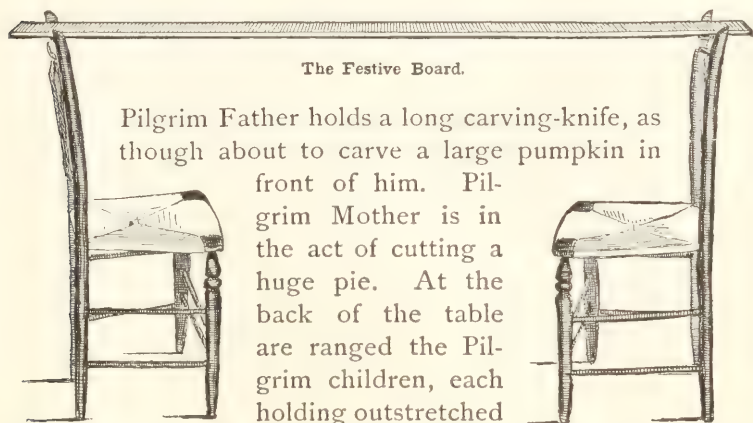 The Festive Board.
Pilgrim Father holds a long carving-knife, as
though about to carve a large pumpkin in
front of him. Pil-
grim Mother is in
the act of cutting a
huge pie. At the
back of the table
are ranged the Pil-
grim children, each
holding outstretched